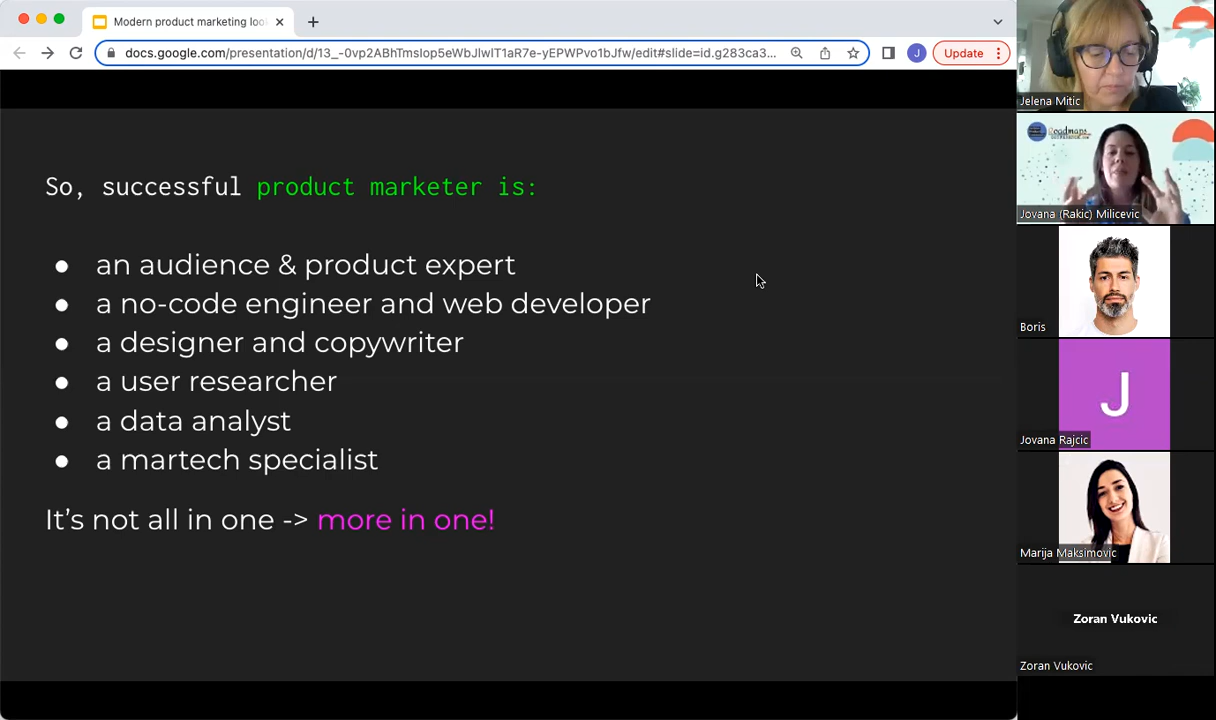 Modern product marketing loo
docs.google.com/presentation/d/13_-0vp2ABhTmsIop5eWbJlwIT1aR7e-yEPWPvo1bJfw/edit#slide=id.g283ca3...
J
Update
So, successful product marketer is:
● an audience & product expert
● a no-code engineer and web developer
● a designer and copywriter
● a user researcher
● a data analyst
● a martech specialist
It's not all in one -> more in one!
Jelena Mitic
Jovana (Rakic) Milicevic
Boris
J
Jovana Rajcic
Marija Maksimovic
Zoran Vukovic
Zoran Vukovic